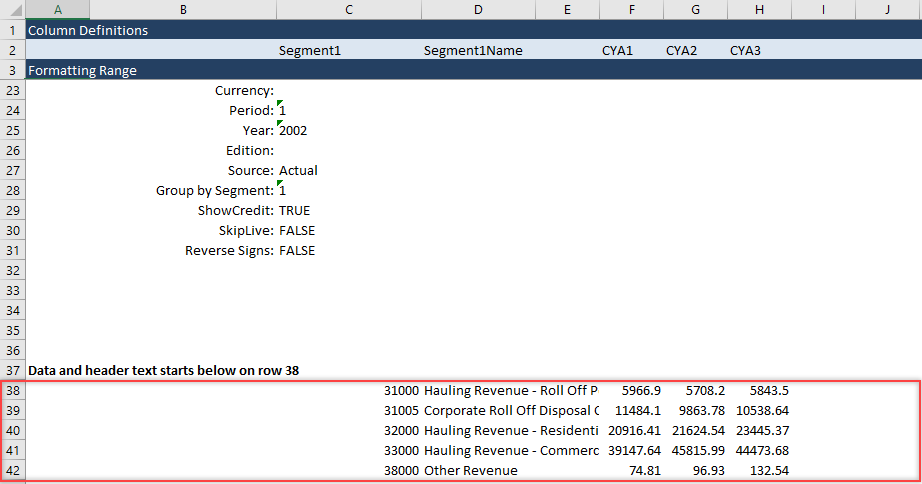 A B C D E F G H I J
1 Column Definitions
2 Segment1 Segment1Name CYA1 CYA2 CYA3
3 Formatting Range
23 Currency:
24 Period: 1
25 Year: 2002
26 Edition:
27 Source: Actual
28 Group by Segment: 1
29 ShowCredit: TRUE
30 SkipLive: FALSE
31 Reverse Signs: FALSE
32
33
34
35
36
37 Data and header text starts below on row 38
38 31000 Hauling Revenue - Roll Off P 5966.9 5708.2 5843.5
39 31005 Corporate Roll Off Disposal 11484.1 9863.78 10538.64
40 32000 Hauling Revenue - Residenti 20916.41 21624.54 23445.37
41 33000 Hauling Revenue - Commerc 39147.64 45815.99 44473.68
42 38000 Other Revenue 74.81 96.93 132.54